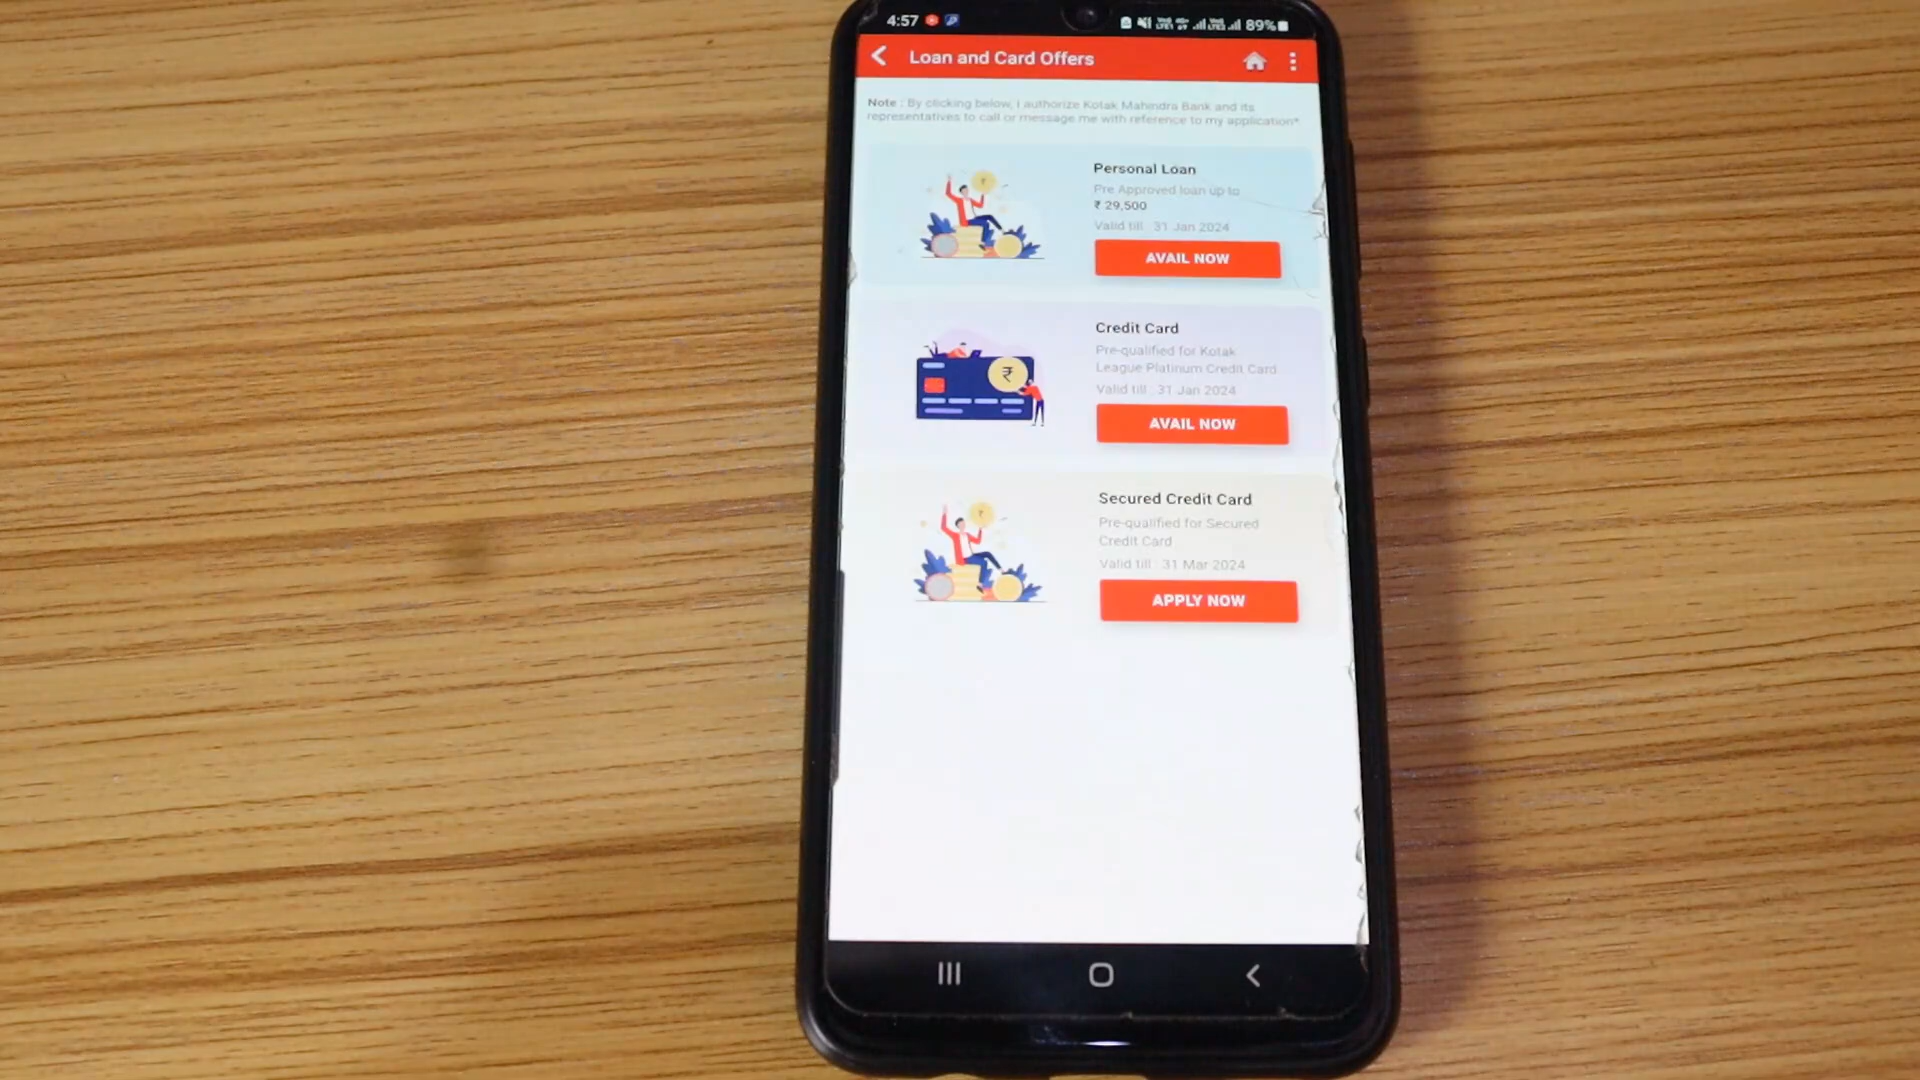 4:57
89%
Loan and Card Offers
Note : By clicking below, I authorize Kotak Mahindra Bank and its
representatives to call or message me with reference to my application*
Personal Loan
Pre Approved loan up to
₹ 29,500
Valid till : 31 Jan 2024
AVAIL NOW
₹
Credit Card
Pre-qualified for Kotak
League Platinum Credit Card
Valid till : 31 Jan 2024
AVAIL NOW
Secured Credit Card
Pre-qualified for Secured
Credit Card
Valid till : 31 Mar 2024
APPLY NOW